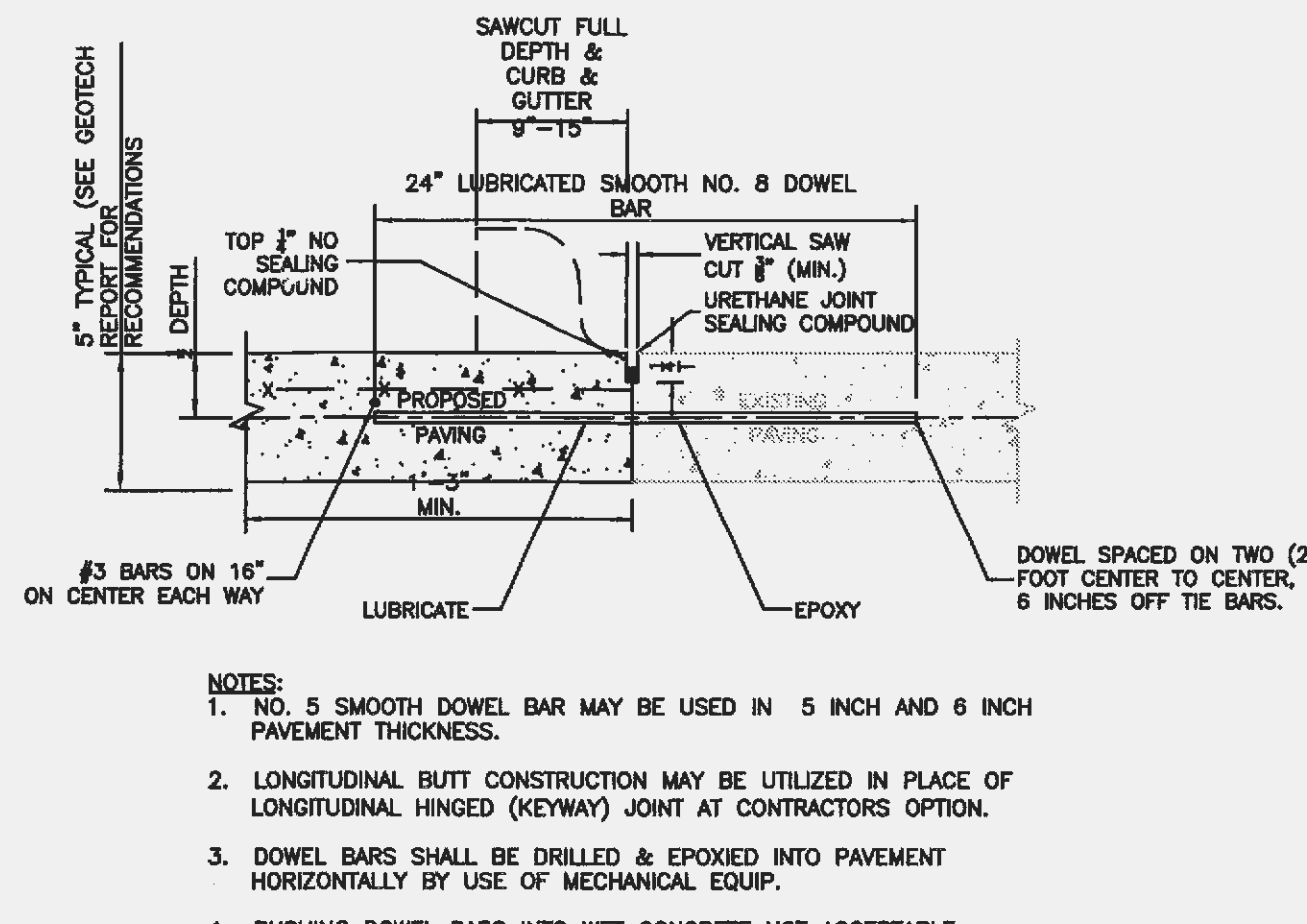 SAWCUT FULL
DEPTH &
CURB &
GUTTER
9"-15"
24" LUBRICATED SMOOTH NO. 8 DOWEL
BAR
5" TYPICAL (SEE GEOTECH
REPORT FOR
RECOMMENDATIONS
DEPTH
2
TOP 1/4" NO
SEALING
COMPOUND
VERTICAL SAW
CUT 3/8" (MIN.)
URETHANE JOINT
SEALING COMPOUND
PROPOSED
PAVING
EXISTING
PAVING
1'-3"
MIN.
#3 BARS ON 16"
ON CENTER EACH WAY
LUBRICATE
EPOXY
DOWEL SPACED ON TWO (2
FOOT CENTER TO CENTER,
6 INCHES OFF TIE BARS.
NOTES:
1. NO. 5 SMOOTH DOWEL BAR MAY BE USED IN 5 INCH AND 6 INCH
PAVEMENT THICKNESS.
2. LONGITUDINAL BUTT CONSTRUCTION MAY BE UTILIZED IN PLACE OF
LONGITUDINAL HINGED (KEYWAY) JOINT AT CONTRACTORS OPTION.
3. DOWEL BARS SHALL BE DRILLED & EPOXIED INTO PAVEMENT
HORIZONTALLY BY USE OF MECHANICAL EQUIP.